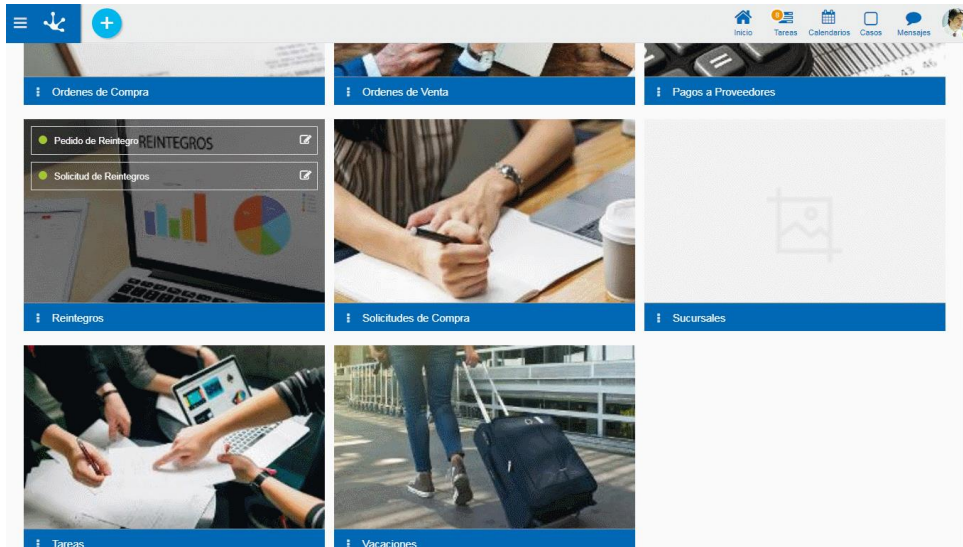 Inicio
Tareas
Calendarios
Casos
Mensajes
Ordenes de Compra
Ordenes de Venta
Pagos a Proveedores
Pedido de Reintegro
REINTEGROS
Solicitud de Reintegros
Reintegros
Solicitudes de Compra
Sucursales
Tareas
Vacaciones